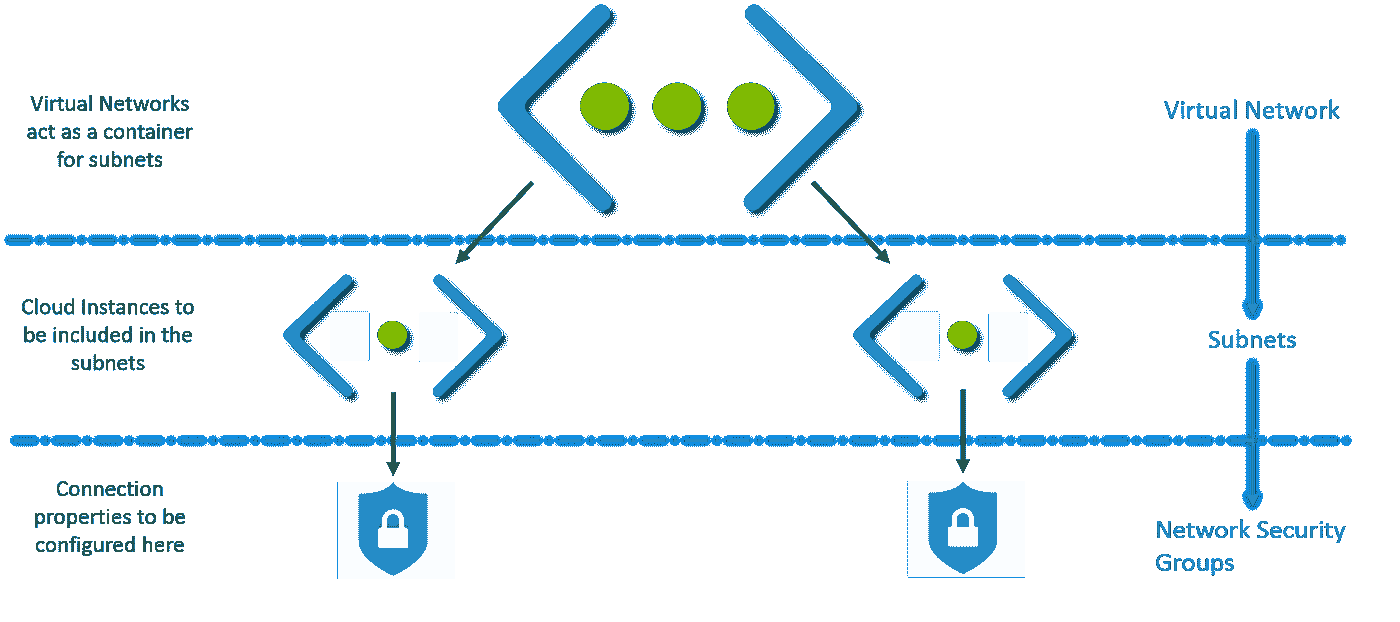 Virtual Networks
act as a container
for subnets
Virtual Network
Cloud Instances to
be included in the
subnets
Subnets
Connection
properties to be
configured here
Network Security
Groups